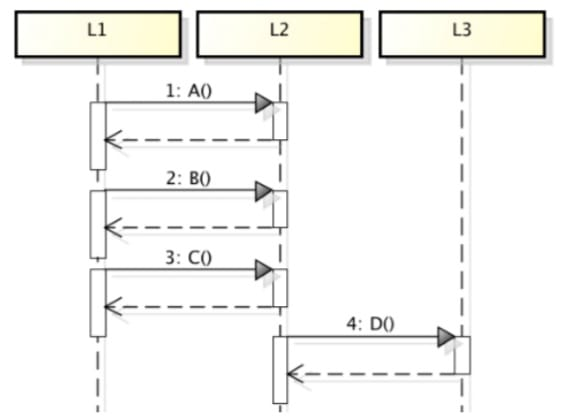 L1
L2
L3
1: A()
2: B()
3: C()
4: D()